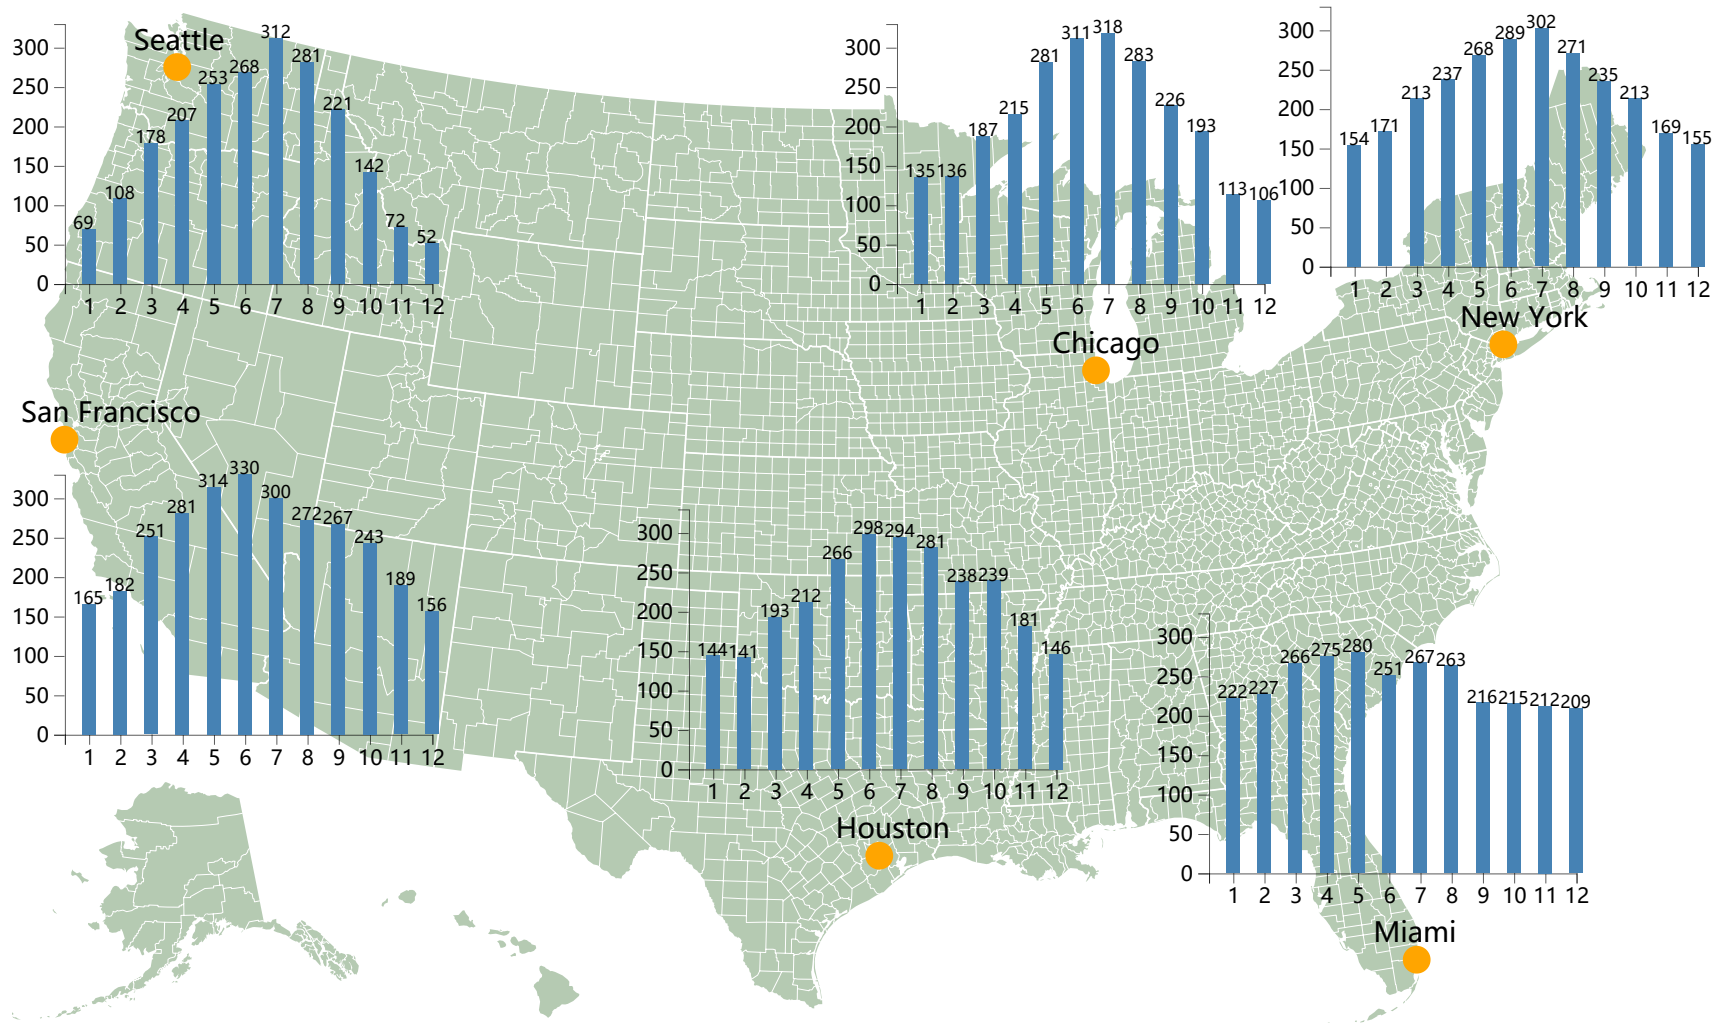 Seattle
300
250
200
150
100
50
0
69 108 178 207 253 268 312 281 221 142 72 52
1 2 3 4 5 6 7 8 9 10 11 12
300
250
200
150
100
50
0
135 136 187 215 281 311 318 283 226 193 113 106
1 2 3 4 5 6 7 8 9 10 11 12
Chicago
300
250
200
150
100
50
0
154 171 213 237 268 289 302 271 235 213 169 155
1 2 3 4 5 6 7 8 9 10 11 12
New York
San Francisco
300
250
200
150
100
50
0
165 182 251 281 314 330 300 272 267 243 189 156
1 2 3 4 5 6 7 8 9 10 11 12
300
250
200
150
100
50
0
144 141 193 212 266 298 294 281 238 239 181 146
1 2 3 4 5 6 7 8 9 10 11 12
Houston
300
250
200
150
100
50
0
222 227 266 275 280 251 267 263 216 215 212 209
1 2 3 4 5 6 7 8 9 10 11 12
Miami